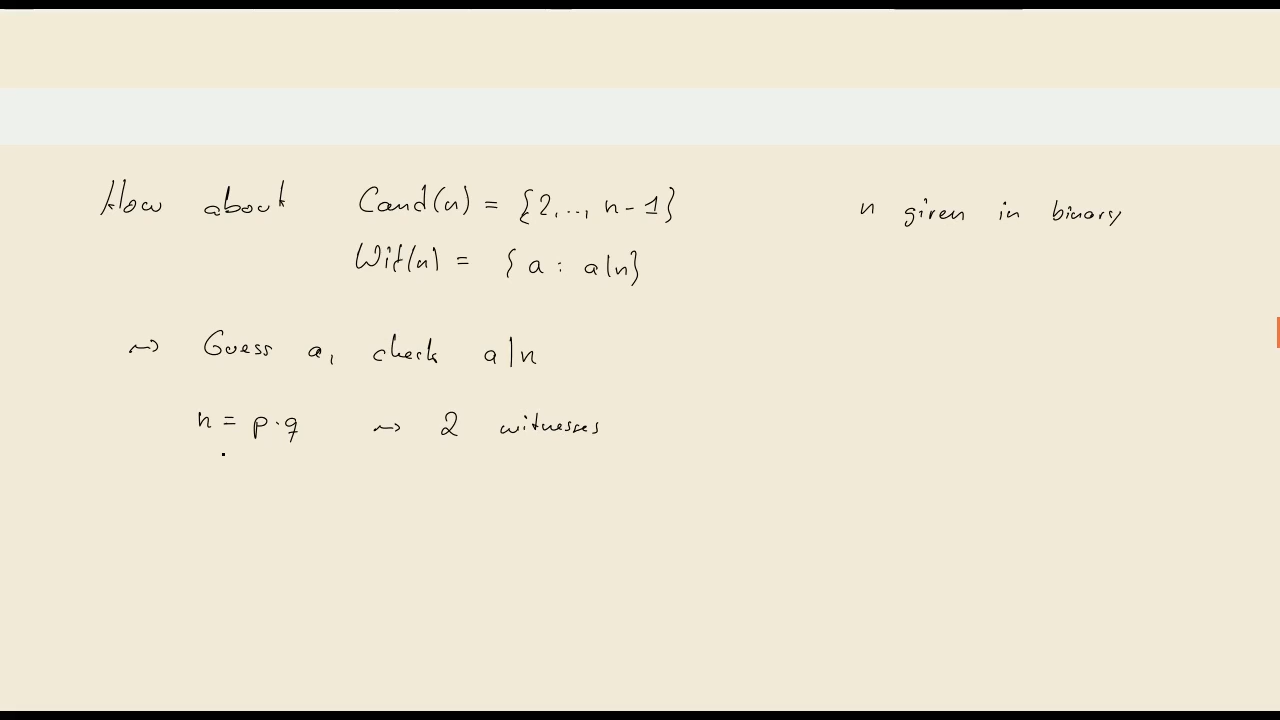 How about Cand(n) = {2,.., n-1} n given in binary
Wit(n) = { a : a|n}
⇝ Guess a, check a|n
n = p·q ⇝ 2 witnesses